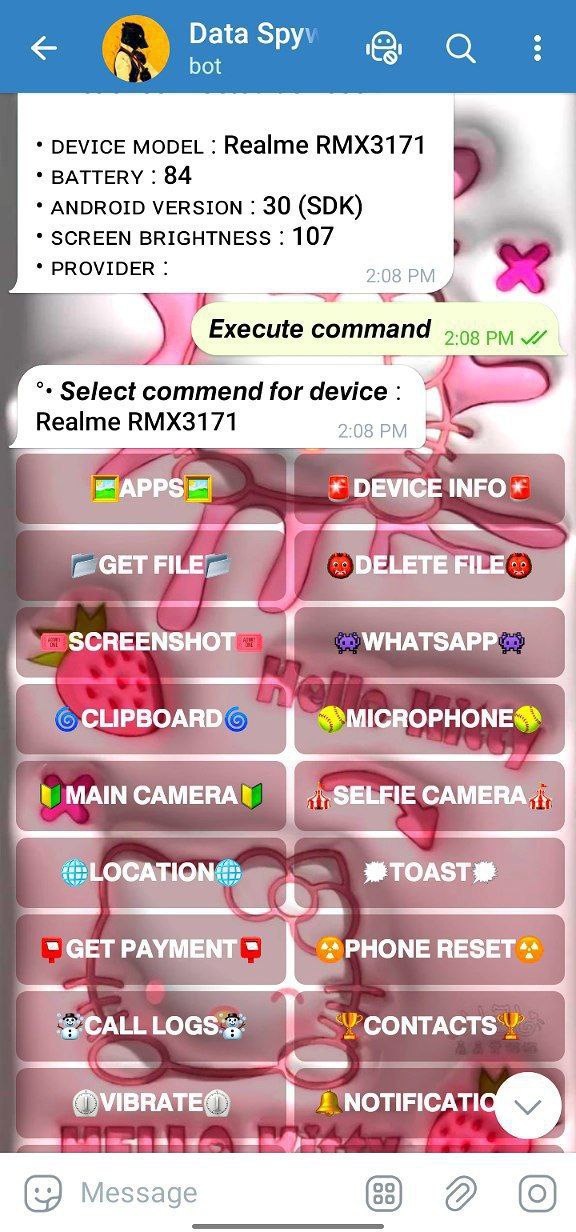 Data Spyw
bot
• DEVICE MODEL : Realme RMX3171
• BATTERY : 84
• ANDROID VERSION : 30 (SDK)
• SCREEN BRIGHTNESS : 107
• PROVIDER :
2:08 PM
Execute command
2:08 PM
°• Select commend for device :
Realme RMX3171
2:08 PM
🖼️APPS🖼️
🚨DEVICE INFO🚨
📂GET FILE📂
👹DELETE FILE👹
🎟️SCREENSHOT🎟️
👾WHATSAPP👾
🌀CLIPBOARD🌀
🥎MICROPHONE🥎
🔰MAIN CAMERA🔰
🎪SELFIE CAMERA🎪
🌐LOCATION🌐
🗯️TOAST🗯️
📮GET PAYMENT📮
☢️PHONE RESET☢️
☃️CALL LOGS☃️
🏆CONTACTS🏆
⏲️VIBRATE⏲️
🔔NOTIFICATIO
Hello Kitty
HELLO Kitty
Message